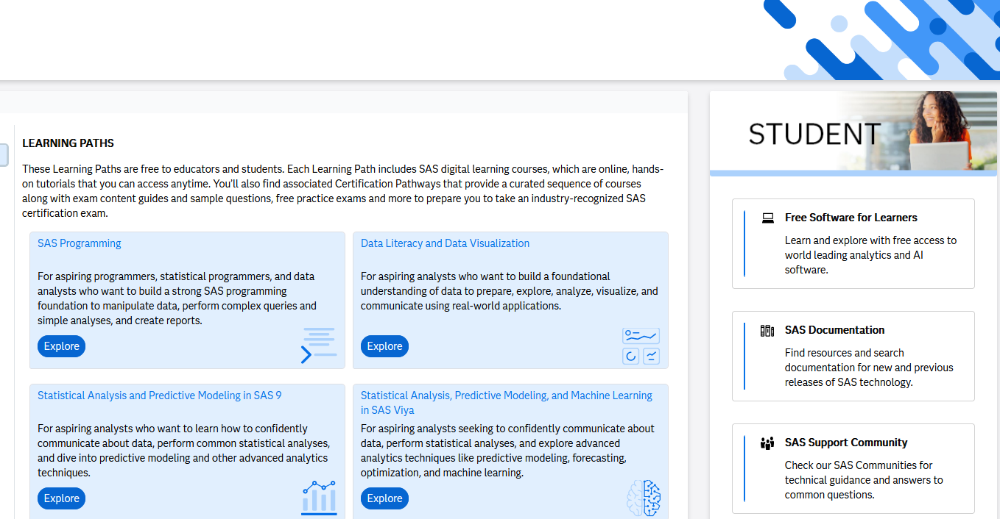 LEARNING PATHS
These Learning Paths are free to educators and students. Each Learning Path includes SAS digital learning courses, which are online, hands-
on tutorials that you can access anytime. You'll also find associated Certification Pathways that provide a curated sequence of courses
along with exam content guides and sample questions, free practice exams and more to prepare you to take an industry-recognized SAS
certification exam.
SAS Programming
For aspiring programmers, statistical programmers, and data
analysts who want to build a strong SAS programming
foundation to manipulate data, perform complex queries and
simple analyses, and create reports.
Explore
Data Literacy and Data Visualization
For aspiring analysts who want to build a foundational
understanding of data to prepare, explore, analyze, visualize, and
communicate using real-world applications.
Explore
Statistical Analysis and Predictive Modeling in SAS 9
For aspiring analysts who want to learn how to confidently
communicate about data, perform common statistical analyses,
and dive into predictive modeling and other advanced analytics
techniques.
Explore
Statistical Analysis, Predictive Modeling, and Machine Learning
in SAS Viya
For aspiring analysts seeking to confidently communicate about
data, perform statistical analyses, and explore advanced
analytics techniques like predictive modeling, forecasting,
optimization, and machine learning.
Explore
STUDENT
Free Software for Learners
Learn and explore with free access to
world leading analytics and AI
software.
SAS Documentation
Find resources and search
documentation for new and previous
releases of SAS technology.
SAS Support Community
Check our SAS Communities for
technical guidance and answers to
common questions.